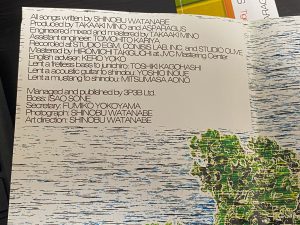 All songs written by SHINOBU WATANABE
Produced by TAKAAKI MINO and ASPARAGUS
Engineered mixed and mastered by TAKAAKI MINO
Assistant engineer: TOMOHITO KARIYA
Recorded at STUDIO EGM, CONISIS LAB. INC, and STUDIO OLIVE
Mastered by HIROMICHI TAKIGUCHI at Mastering Center
English adviser: KERO YOKO
Lent a fretless bass to junichiro: TOSHIKI KAGOHASHI
Lent a acoustic guitar to shinobu: YOSHIO INOUE
Lent a mustang to shinobu: MITSUMASA AONO
Managed and published by 3P3B Ltd.
Boss: ISAO SONE
Secretary: FUMIKO YOKOYAMA
Photograph: SHINOBU WATANABE
Art direction: SHINOBU WATANABE